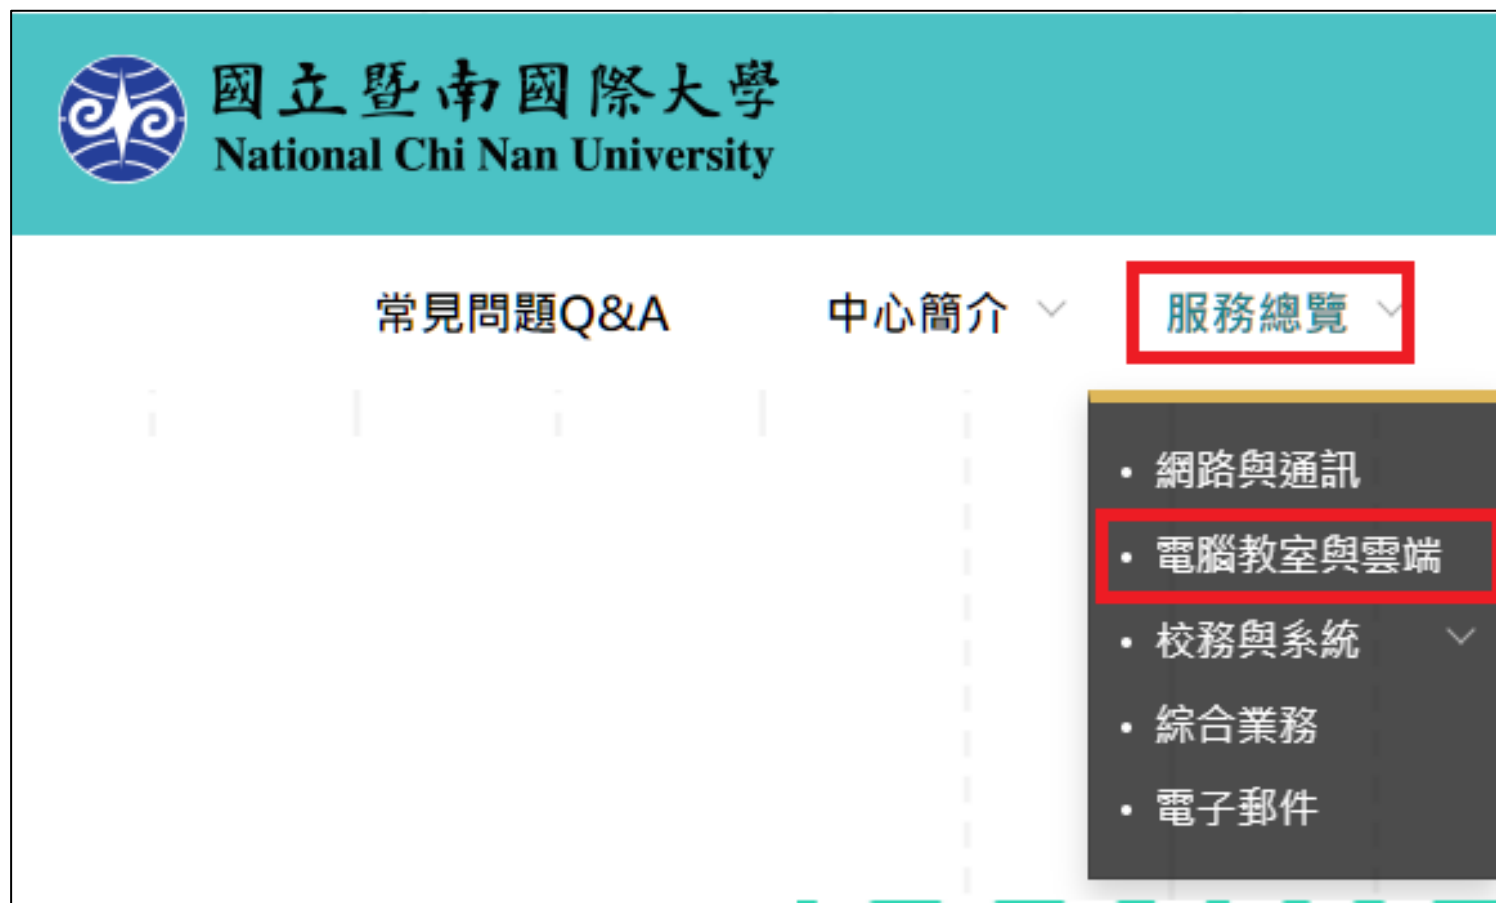 國立暨南國際大學
National Chi Nan University
常見問題Q&A 中心簡介 服務總覽
• 網路與通訊
• 電腦教室與雲端
• 校務與系統
• 綜合業務
• 電子郵件